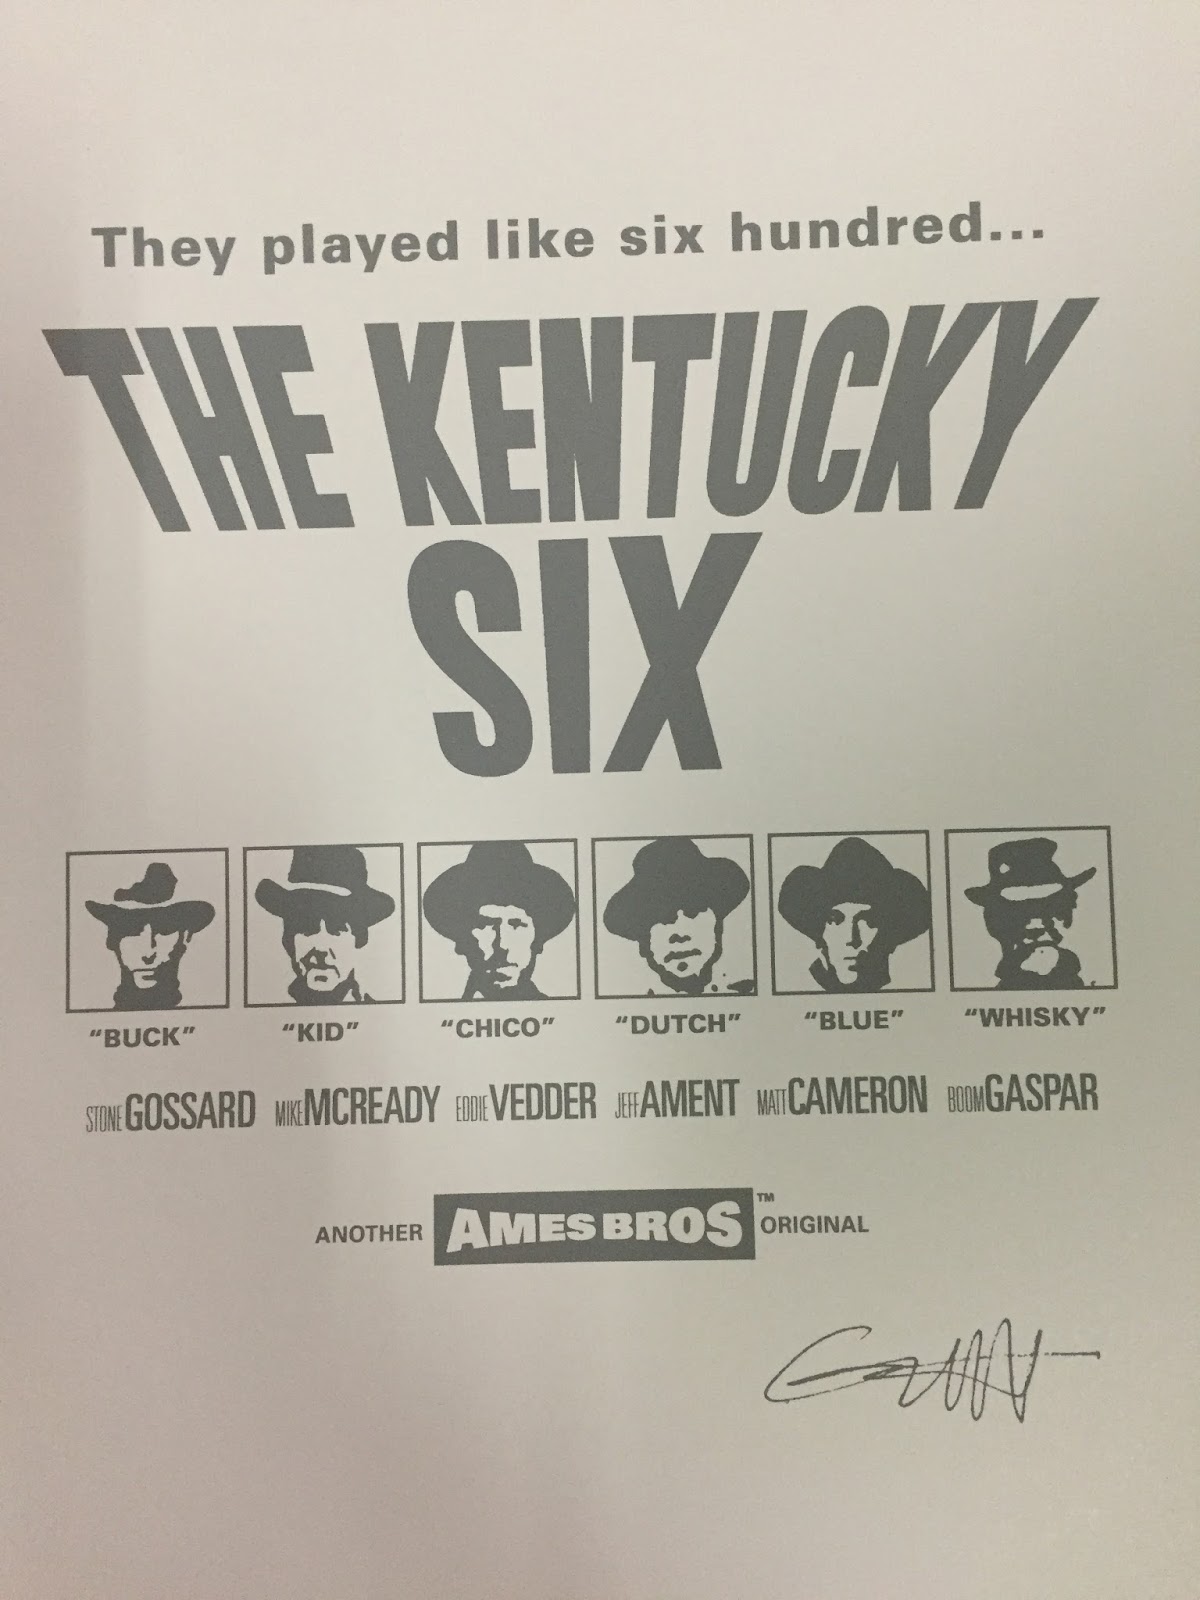 They played like six hundred...
THE KENTUCKY
SIX
“BUCK” “KID” “CHICO” “DUTCH” “BLUE” “WHISKY”
STONE GOSSARD MIKE MCREADY EDDIE VEDDER JEFF AMENT MATT CAMERON BOOM GASPAR
ANOTHER AMES BROS™ ORIGINAL